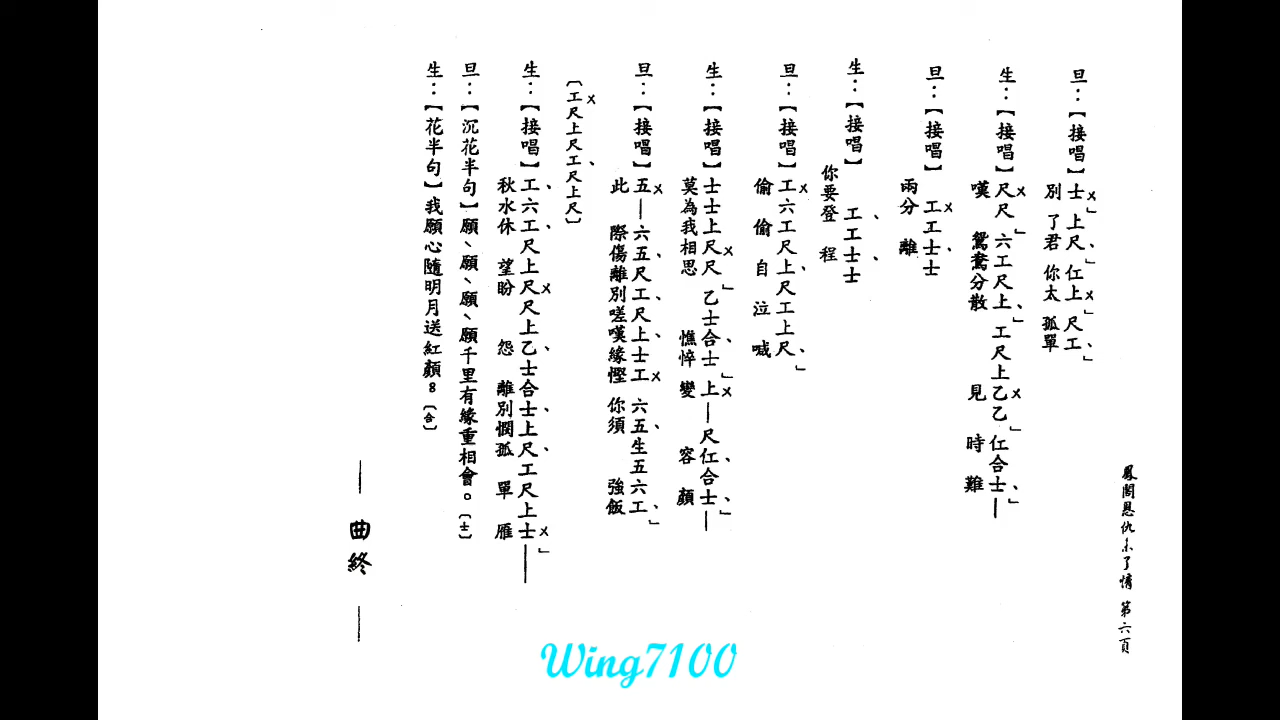 鳳閣恩仇未了情 第六頁
旦：【接唱】士上尺仩上尺工
別了君你太孤單
生：【接唱】尺尺六工尺上工尺上乙乙仩合士—
嘆鴛鴦分散見時難
旦：【接唱】工工士士
兩分離
生：【接唱】工工士士
你要登程
旦：【接唱】工六工尺上尺工上尺
偷偷自泣喊
生：【接唱】士士上尺尺乙士合士上—尺仩合士—
莫為我相思憔悴變容顏
旦：【接唱】五—六五尺工尺上士工六五生五六工
此際傷離別嗟嘆緣慳你須強飯
〔工尺上尺工尺上尺〕
生：【接唱】工六工尺上尺尺上乙士合士上尺工尺上士—
秋水休望盼怨離別憫孤單雁
旦：【沉花半句】願、願、願、願千里有緣重相會。〔士〕
生：【花半句】我願心隨明月送紅顏。〔合〕
— 曲終 —
Wing7100